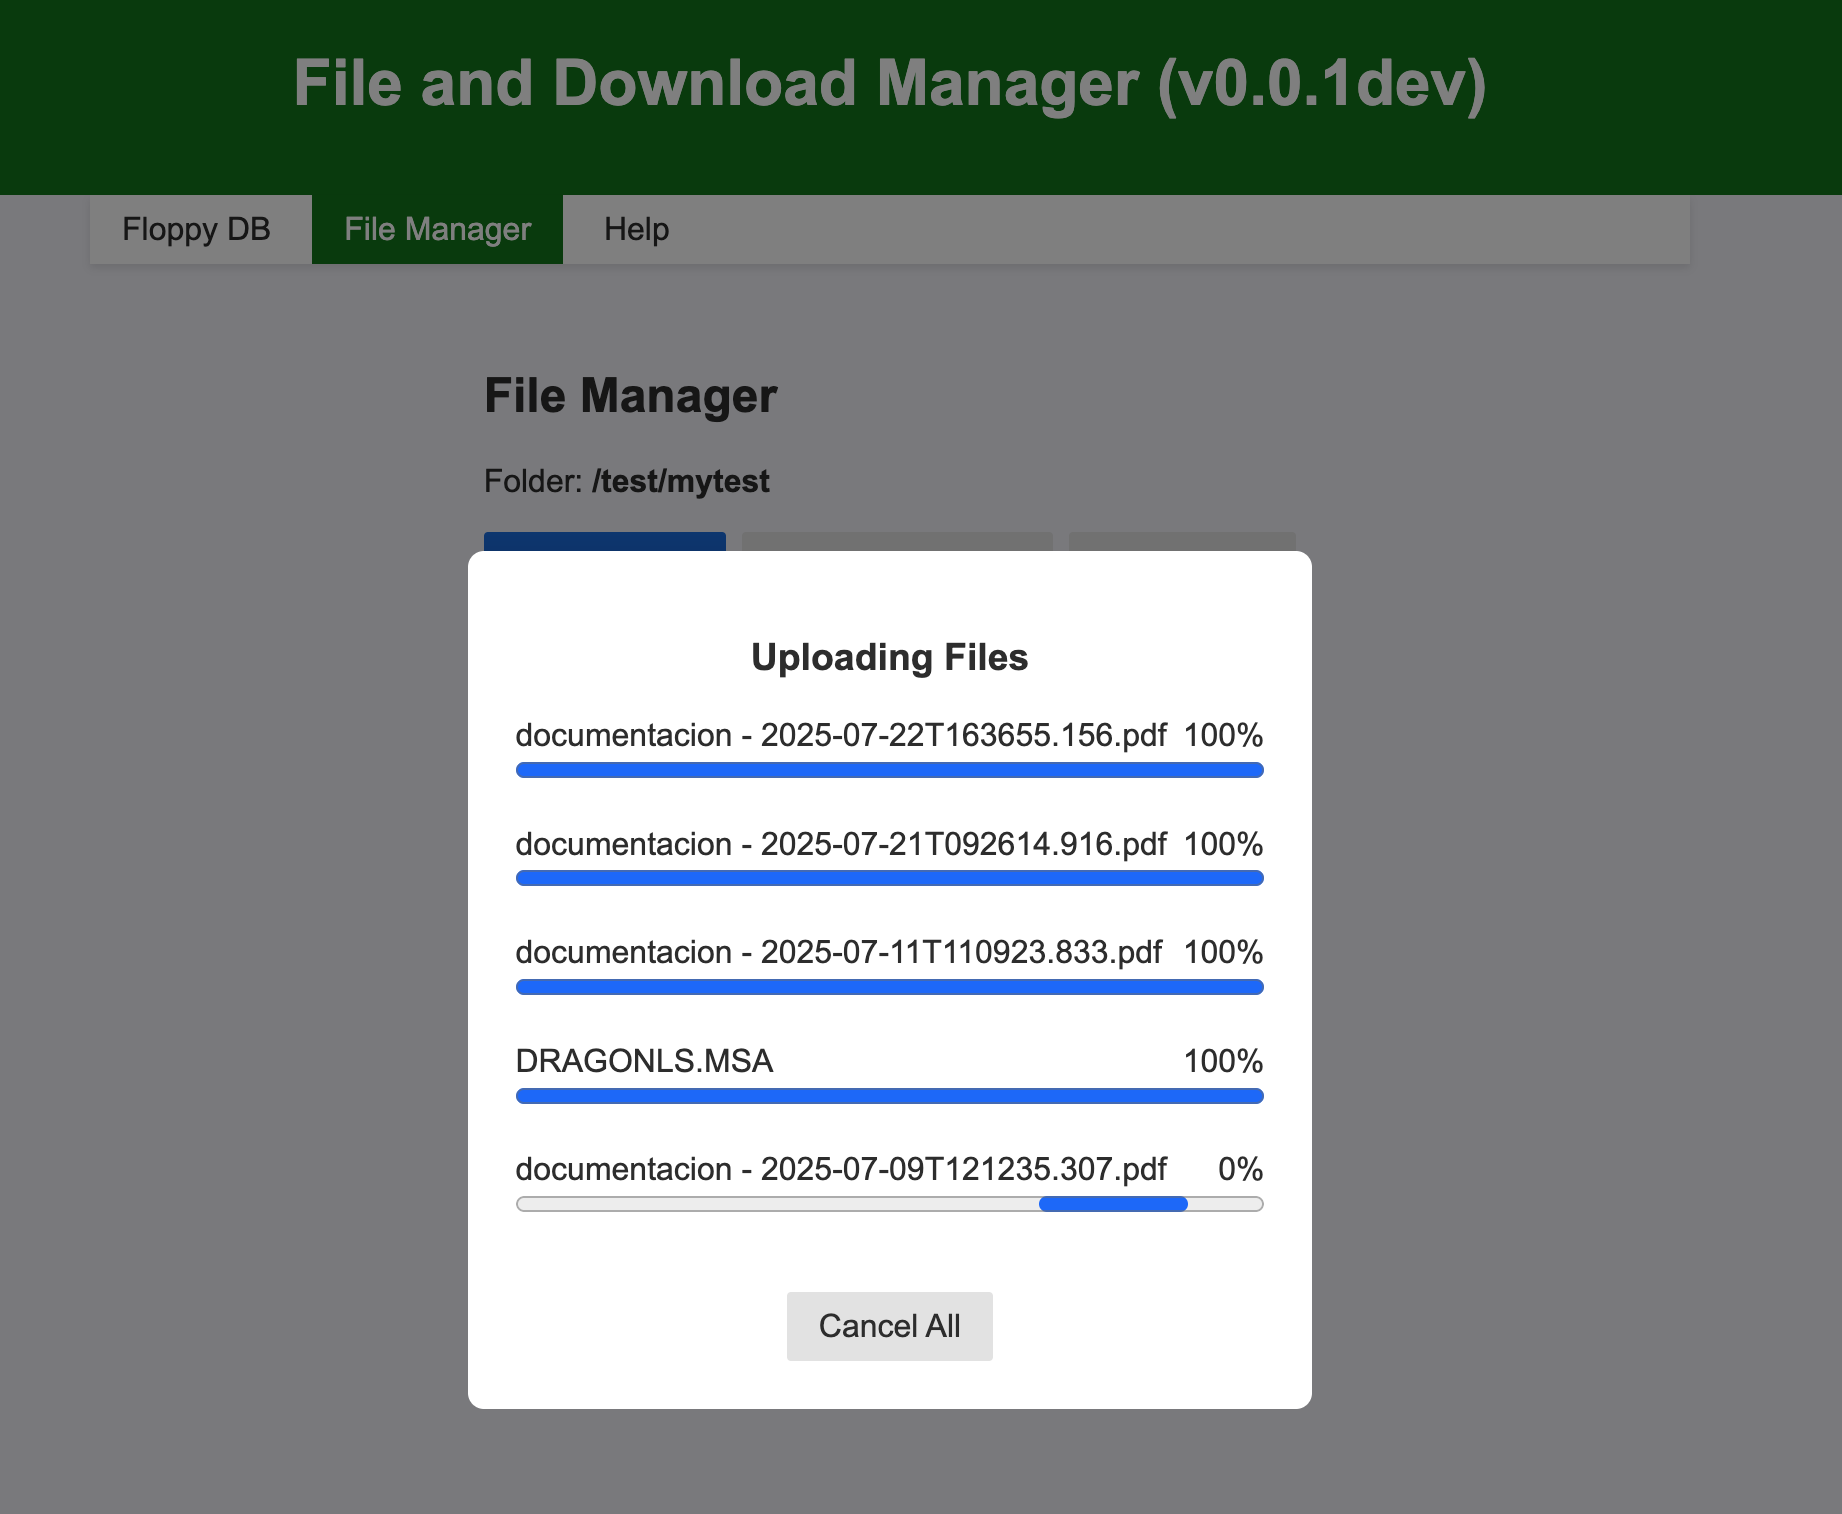 File and Download Manager (v0.0.1dev)
Floppy DB File Manager Help
File Manager
Folder: /test/mytest
Uploading Files
documentacion - 2025-07-22T163655.156.pdf 100%
documentacion - 2025-07-21T092614.916.pdf 100%
documentacion - 2025-07-11T110923.833.pdf 100%
DRAGONLS.MSA 100%
documentacion - 2025-07-09T121235.307.pdf 0%
Cancel All